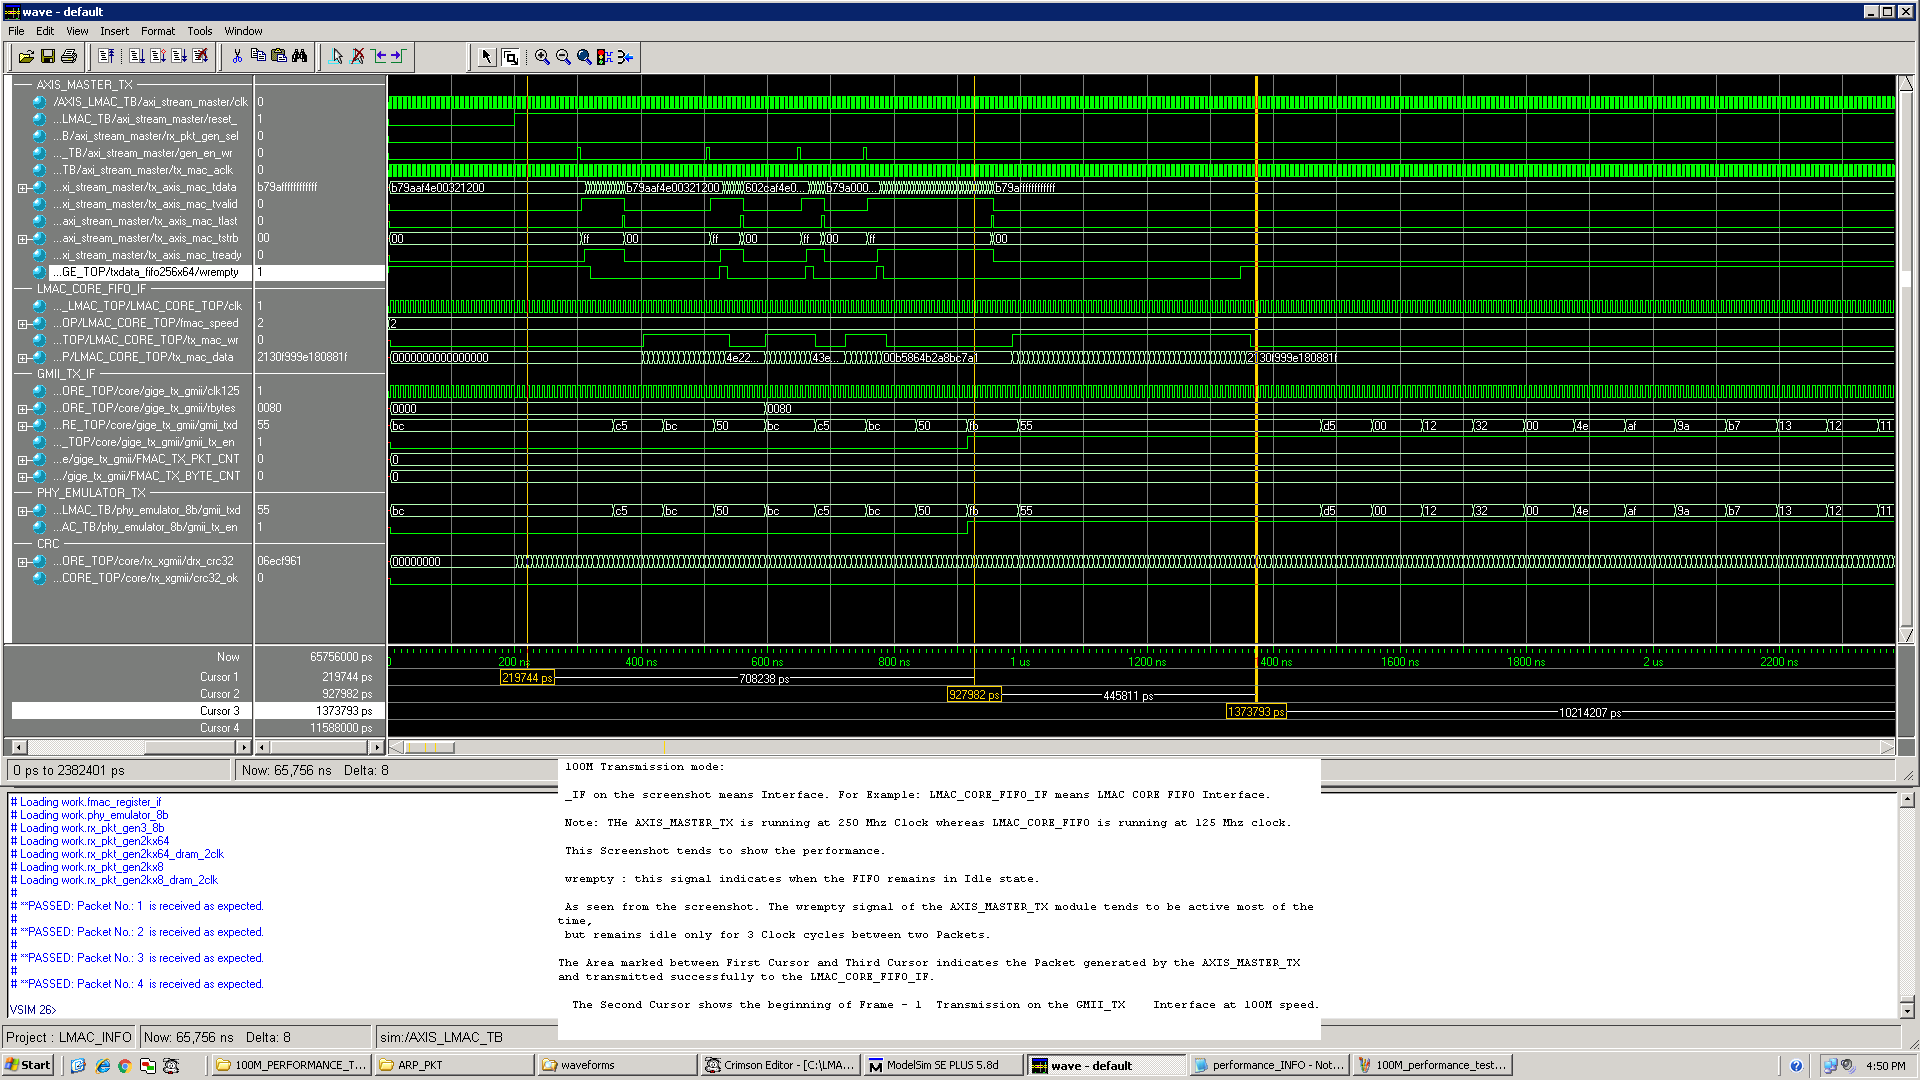 wave - default
File Edit View Insert Format Tools Window
AXIS_MASTER_TX
/AXIS_LMAC_TB/axi_stream_master/clk 0
...LMAC_TB/axi_stream_master/reset_ 1
...B/axi_stream_master/rx_pkt_gen_sel 0
..._TB/axi_stream_master/gen_en_wr 0
...TB/axi_stream_master/tx_mac_aclk 0
...xi_stream_master/tx_axis_mac_tdata b79affffffffffff b79aaf4e00321200 b79aaf4e00321200 602caf4e0... b79a000... b79affffffffffff
...xi_stream_master/tx_axis_mac_tvalid 0
...axi_stream_master/tx_axis_mac_tlast 0
...axi_stream_master/tx_axis_mac_tstrb 00 00 ff 00 ff 00 ff 00 ff 00
...xi_stream_master/tx_axis_mac_tready 0
...GE_TOP/txdata_fifo256x64/wrempty 1
LMAC_CORE_FIFO_IF
..._LMAC_TOP/LMAC_CORE_TOP/clk 1
...OP/LMAC_CORE_TOP/fmac_speed 2 2
...TOP/LMAC_CORE_TOP/tx_mac_wr 0
...P/LMAC_CORE_TOP/tx_mac_data 2130f999e180881f 0000000000000000 4e22... 43e... 00b5864b2a8bc7a1 2130f999e180881f
GMII_TX_IF
...ORE_TOP/core/gige_tx_gmii/clk125 1
...ORE_TOP/core/gige_tx_gmii/rbytes 0080 0000 0080
...RE_TOP/core/gige_tx_gmii/gmii_txd 55 bc c5 bc 50 bc c5 bc 50 fb 55 d5 00 12 32 00 4e af 9a b7 13 12 11
..._TOP/core/gige_tx_gmii/gmii_tx_en 1
...e/gige_tx_gmii/FMAC_TX_PKT_CNT 0 0
.../gige_tx_gmii/FMAC_TX_BYTE_CNT 0 0
PHY_EMULATOR_TX
...LMAC_TB/phy_emulator_8b/gmii_txd 55 bc c5 bc 50 bc c5 bc 50 fb 55 d5 00 12 32 00 4e af 9a b7 13 12 11
...AC_TB/phy_emulator_8b/gmii_tx_en 1
CRC
...ORE_TOP/core/rx_xgmii/drx_crc32 06ecf961 00000000
...CORE_TOP/core/rx_xgmii/crc32_ok 0
Now 65756000 ps 0 200 ns 400 ns 600 ns 800 ns 1 us 1200 ns 400 ns 1600 ns 1800 ns 2 us 2200 ns
Cursor 1 219744 ps 219744 ps 708238 ps
Cursor 2 927982 ps 927982 ps 445811 ps
Cursor 3 1373793 ps 1373793 ps 10214207 ps
Cursor 4 11588000 ps
0 ps to 2382401 ps Now: 65,756 ns Delta: 8
100M Transmission mode:
_IF on the screenshot means Interface. For Example: LMAC_CORE_FIFO_IF means LMAC CORE FIFO Interface.
Note: THe AXIS_MASTER_TX is running at 250 Mhz Clock whereas LMAC_CORE_FIFO is running at 125 Mhz clock.
This Screenshot tends to show the performance.
wrempty : this signal indicates when the FIFO remains in Idle state.
As seen from the screenshot. The wrempty signal of the AXIS_MASTER_TX module tends to be active most of the
time,
but remains idle only for 3 Clock cycles between two Packets.
The Area marked between First Cursor and Third Cursor indicates the Packet generated by the AXIS_MASTER_TX
and transmitted successfully to the LMAC_CORE_FIFO_IF.
The Second Cursor shows the beginning of Frame - 1 Transmission on the GMII_TX Interface at 100M speed.
# Loading work.fmac_register_if
# Loading work.phy_emulator_8b
# Loading work.rx_pkt_gen3_8b
# Loading work.rx_pkt_gen2kx64
# Loading work.rx_pkt_gen2kx64_dram_2clk
# Loading work.rx_pkt_gen2kx8
# Loading work.rx_pkt_gen2kx8_dram_2clk
#
# **PASSED: Packet No.: 1 is received as expected.
#
# **PASSED: Packet No.: 2 is received as expected.
#
# **PASSED: Packet No.: 3 is received as expected.
#
# **PASSED: Packet No.: 4 is received as expected.
VSIM 26>
Project : LMAC_INFO Now: 65,756 ns Delta: 8 sim:/AXIS_LMAC_TB
Start 100M_PERFORMANCE_T... ARP_PKT waveforms Crimson Editor - [C:\LMA... ModelSim SE PLUS 5.8d wave - default performance_INFO - Not... 100M_performance_test... 4:50 PM